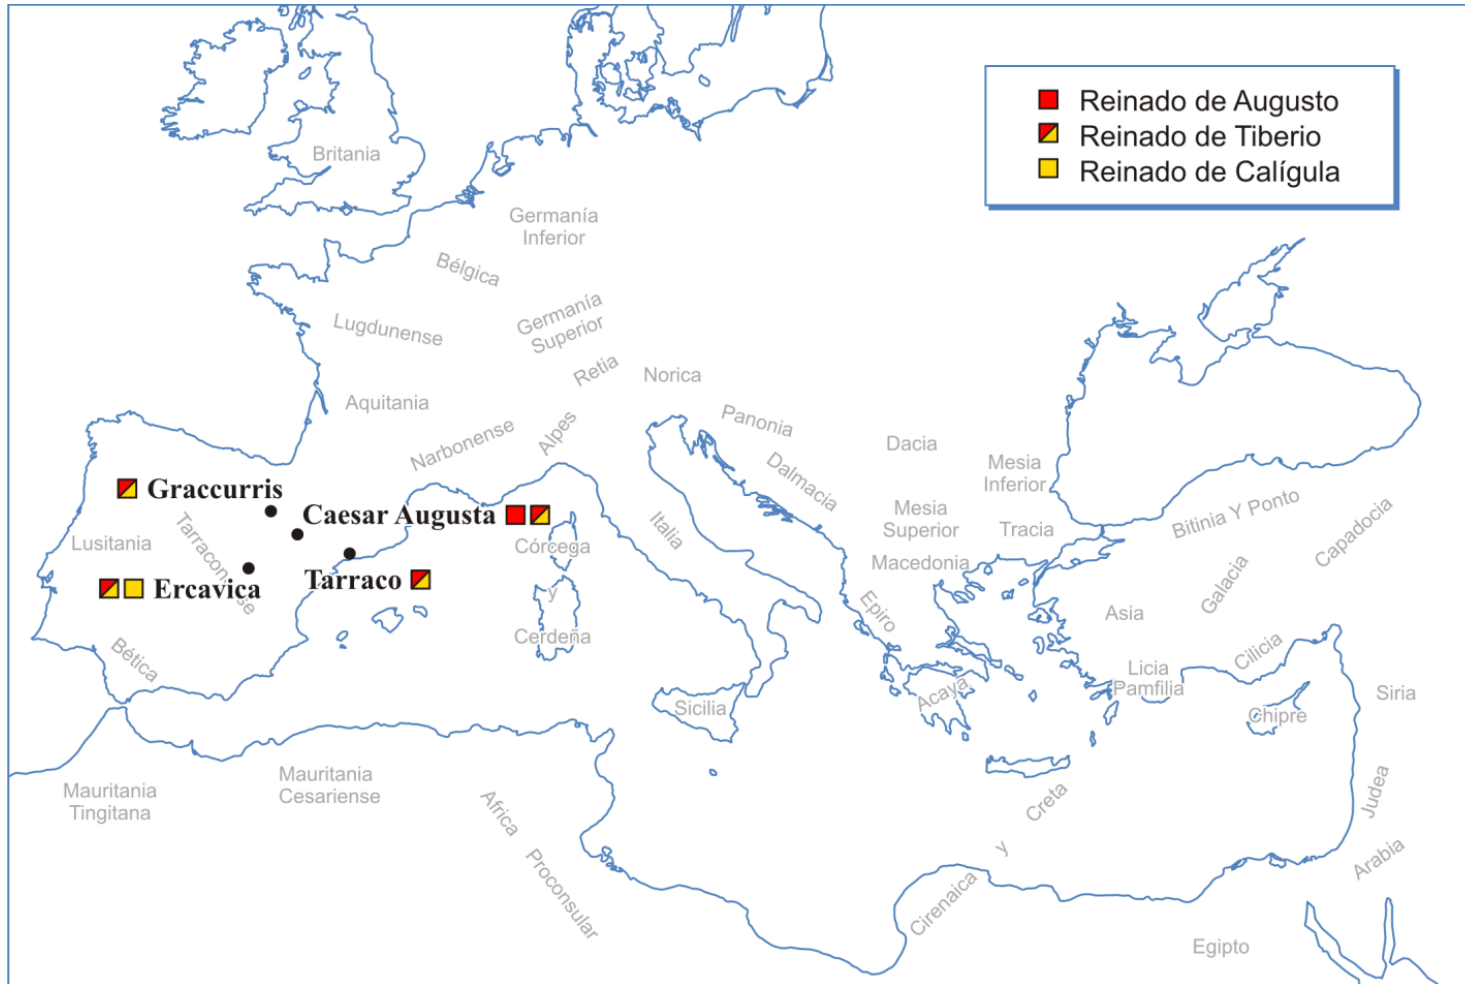 Reinado de Augusto
Reinado de Tiberio
Reinado de Calígula
Britania
Germanía
Inferior
Bélgica
Lugdunense
Germanía
Superior
Retia
Norica
Aquitania
Narbonense
Alpes
Panonia
Dacia
Mesia
Inferior
Dalmacia
Graccurris
Caesar Augusta
Mesia
Superior
Tracia
Bitinia Y Ponto
Capadocia
Lusitania
Tarraconense
Italia
Córcega
y
Cerdeña
Macedonia
Galacia
Ercavica
Tarraco
Epiro
Asia
Bética
Cilicia
Licia
Pamfilia
Acaya
Sicilia
Chipre
Siria
Mauritania
Tingitana
Mauritania
Cesariense
Africa
Proconsular
Creta
y
Cirenaica
Judea
Arabia
Egipto